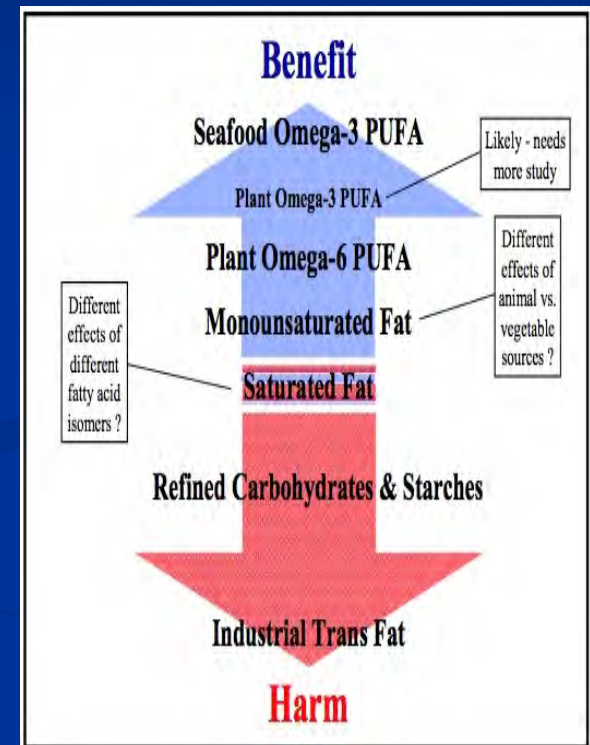 Benefit
Seafood Omega-3 PUFA
Likely - needs
more study
Plant Omega-3 PUFA
Plant Omega-6 PUFA
Different
effects of
animal vs.
vegetable
sources ?
Monounsaturated Fat
Different
effects of
different
fatty acid
isomers ?
Saturated Fat
Refined Carbohydrates & Starches
Industrial Trans Fat
Harm